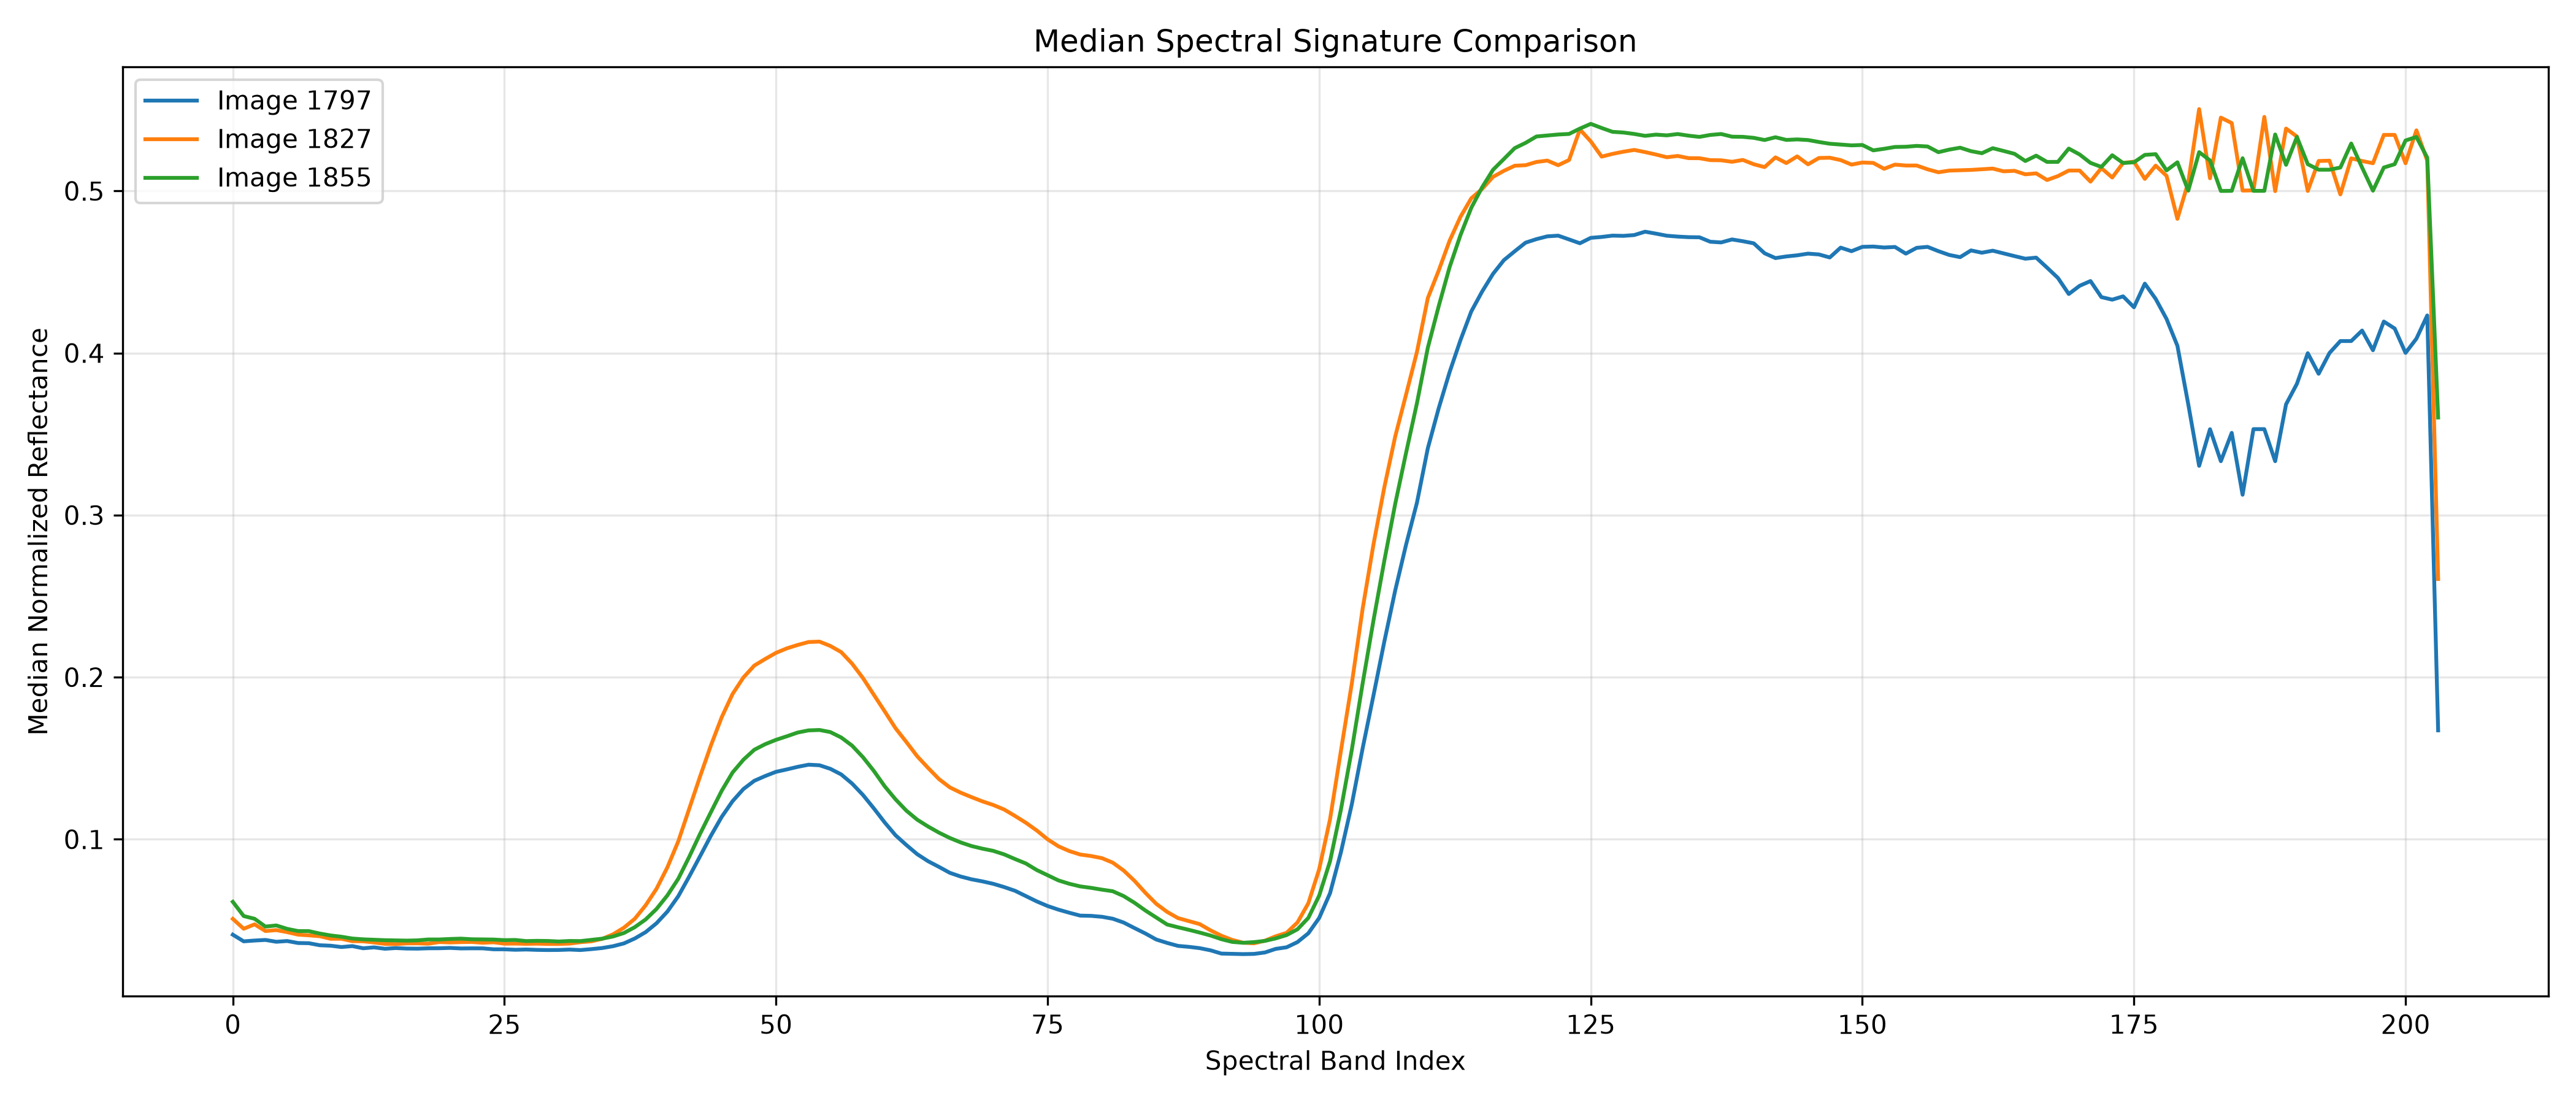 Median Spectral Signature Comparison
Image 1797
Image 1827
Image 1855
Median Normalized Reflectance
0.5
0.4
0.3
0.2
0.1
0 25 50 75 100 125 150 175 200
Spectral Band Index